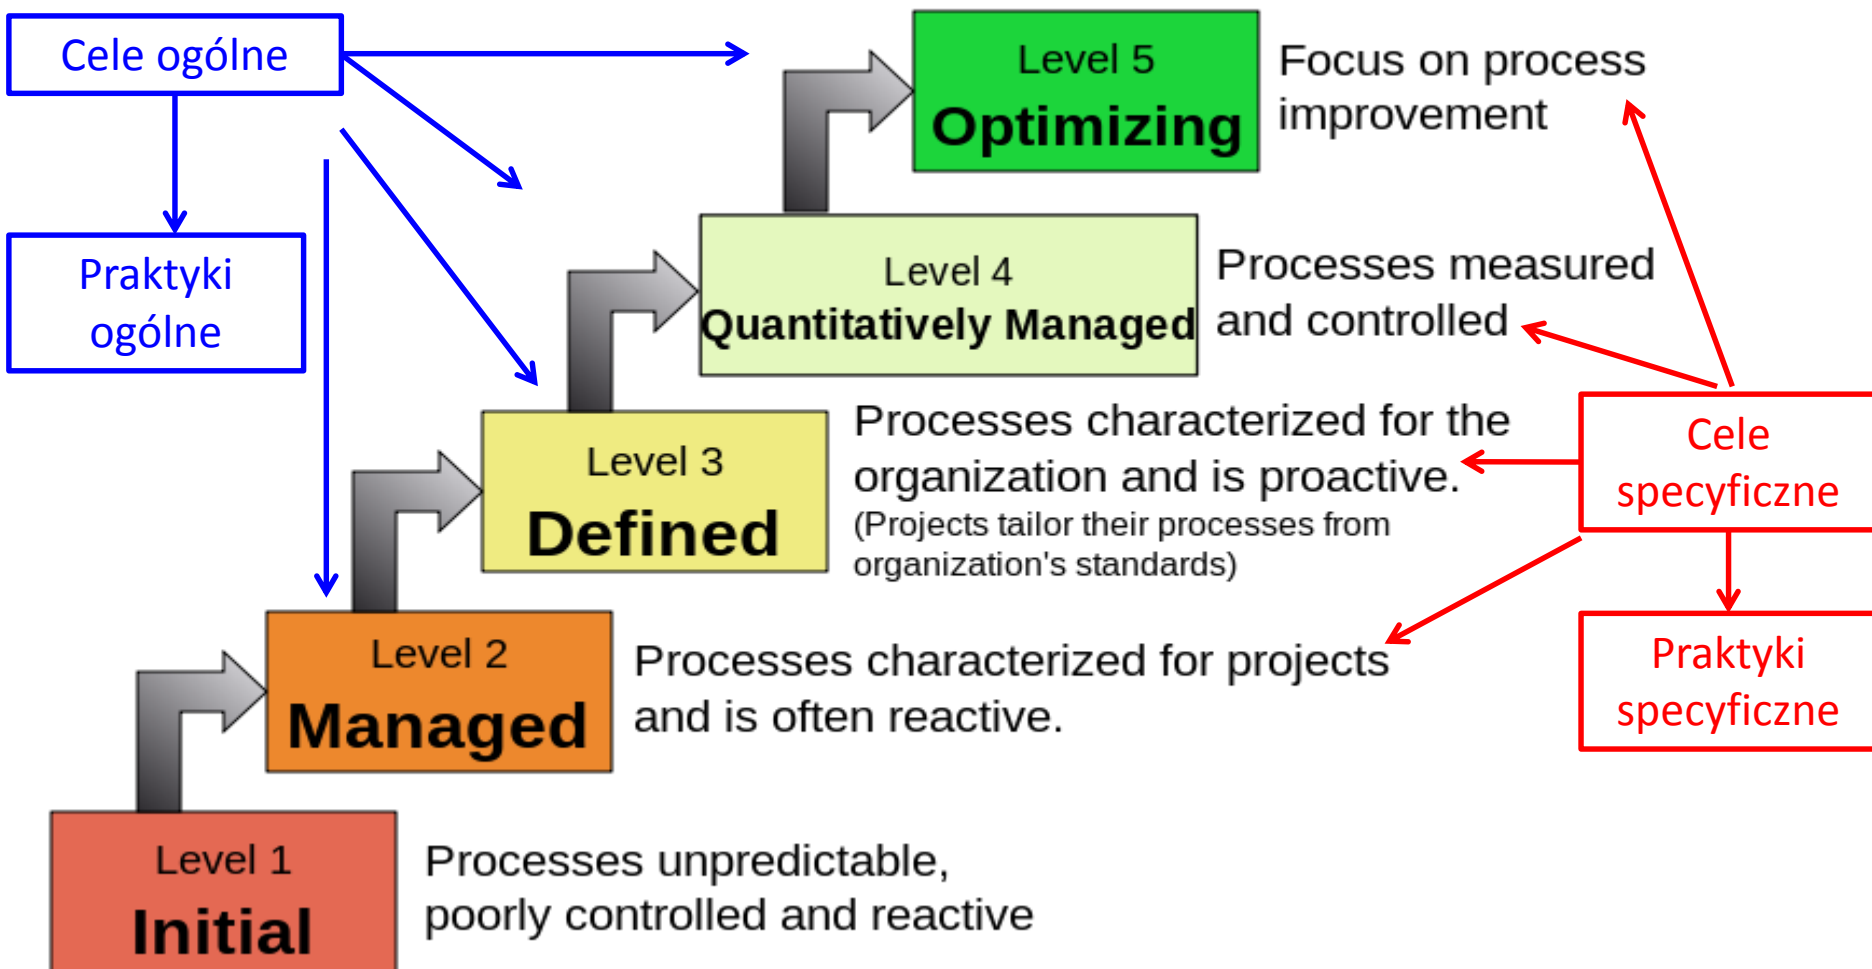 Cele ogólne
Praktyki
ogólne
Level 5
Optimizing
Focus on process
improvement
Level 4
Quantitatively Managed
Processes measured
and controlled
Level 3
Defined
Processes characterized for the
organization and is proactive.
(Projects tailor their processes from
organization's standards)
Cele
specyficzne
Praktyki
specyficzne
Level 2
Managed
Processes characterized for projects
and is often reactive.
Level 1
Initial
Processes unpredictable,
poorly controlled and reactive